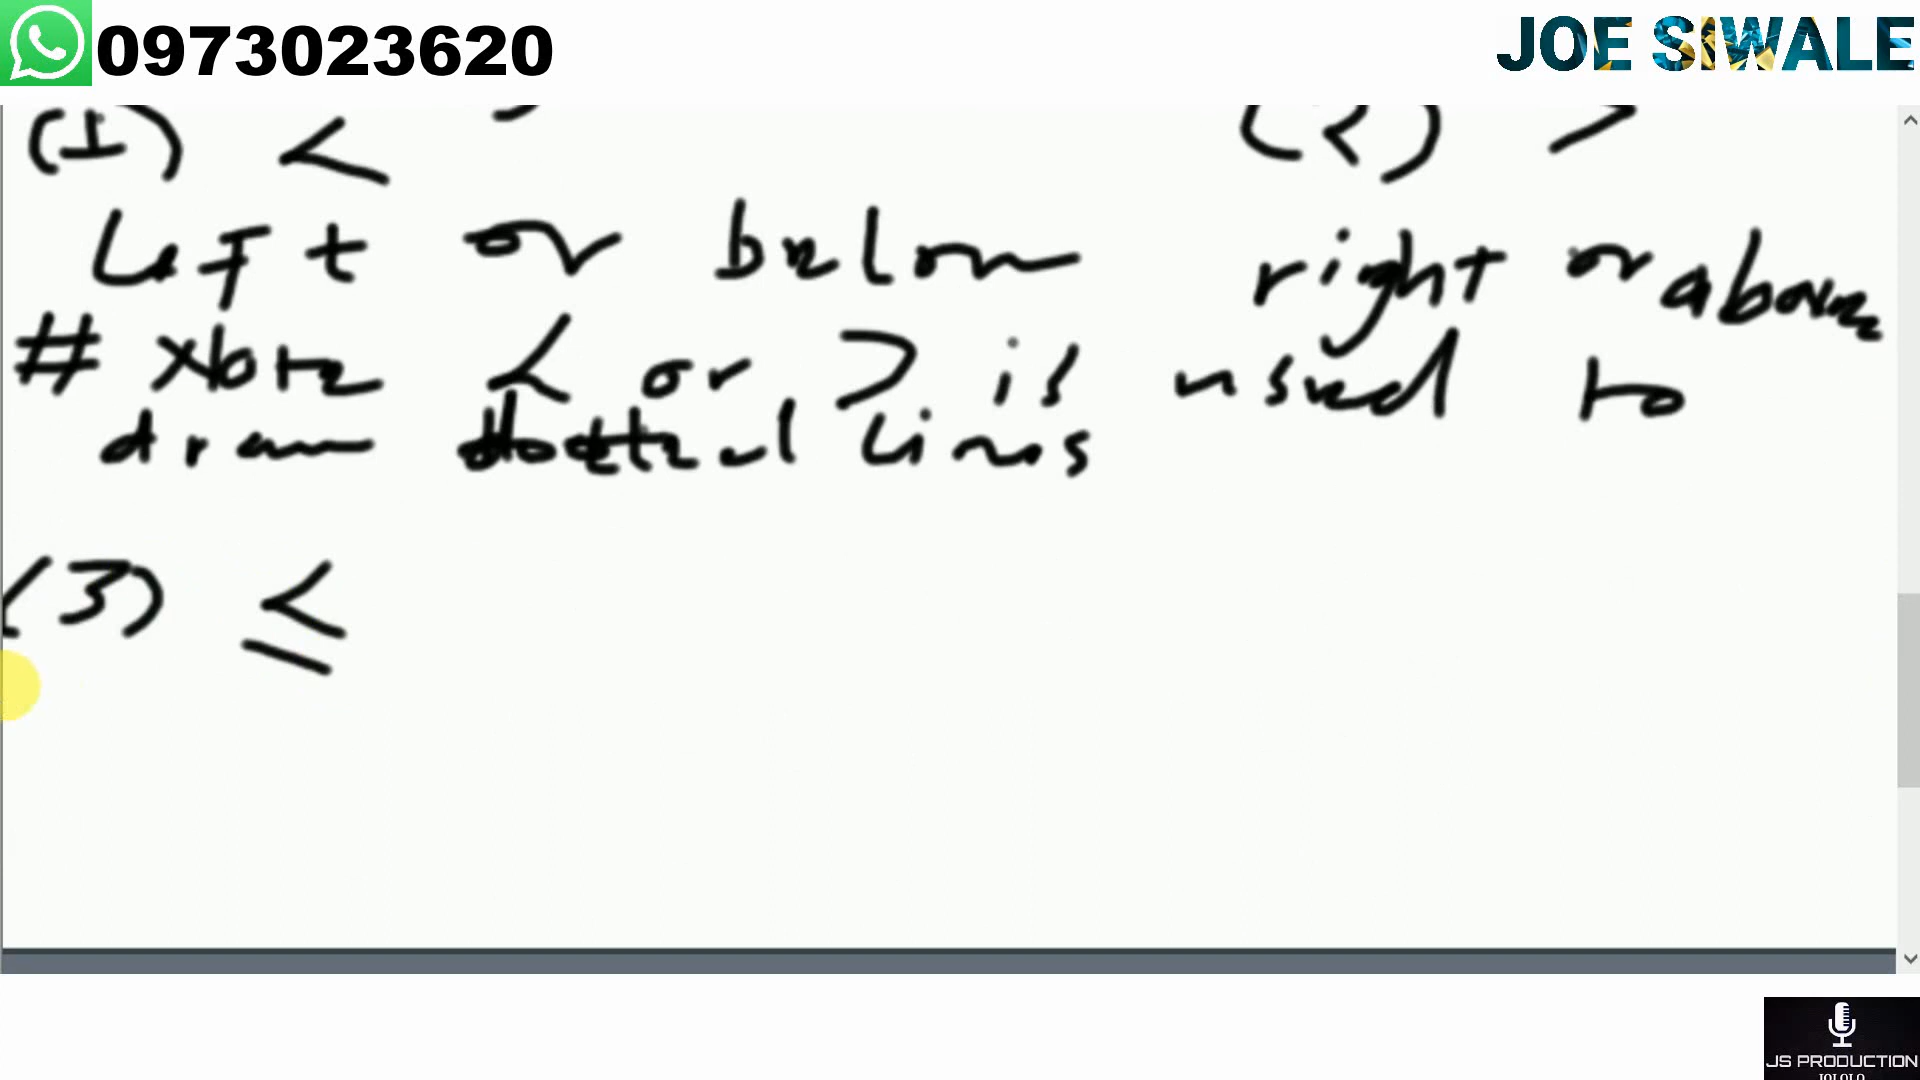 0973023620
JOE SIWALE
(1) < (2) >
Left or below right or above
# Note < or > is used to
draw dotted lines
(3) ≤
JS PRODUCTION